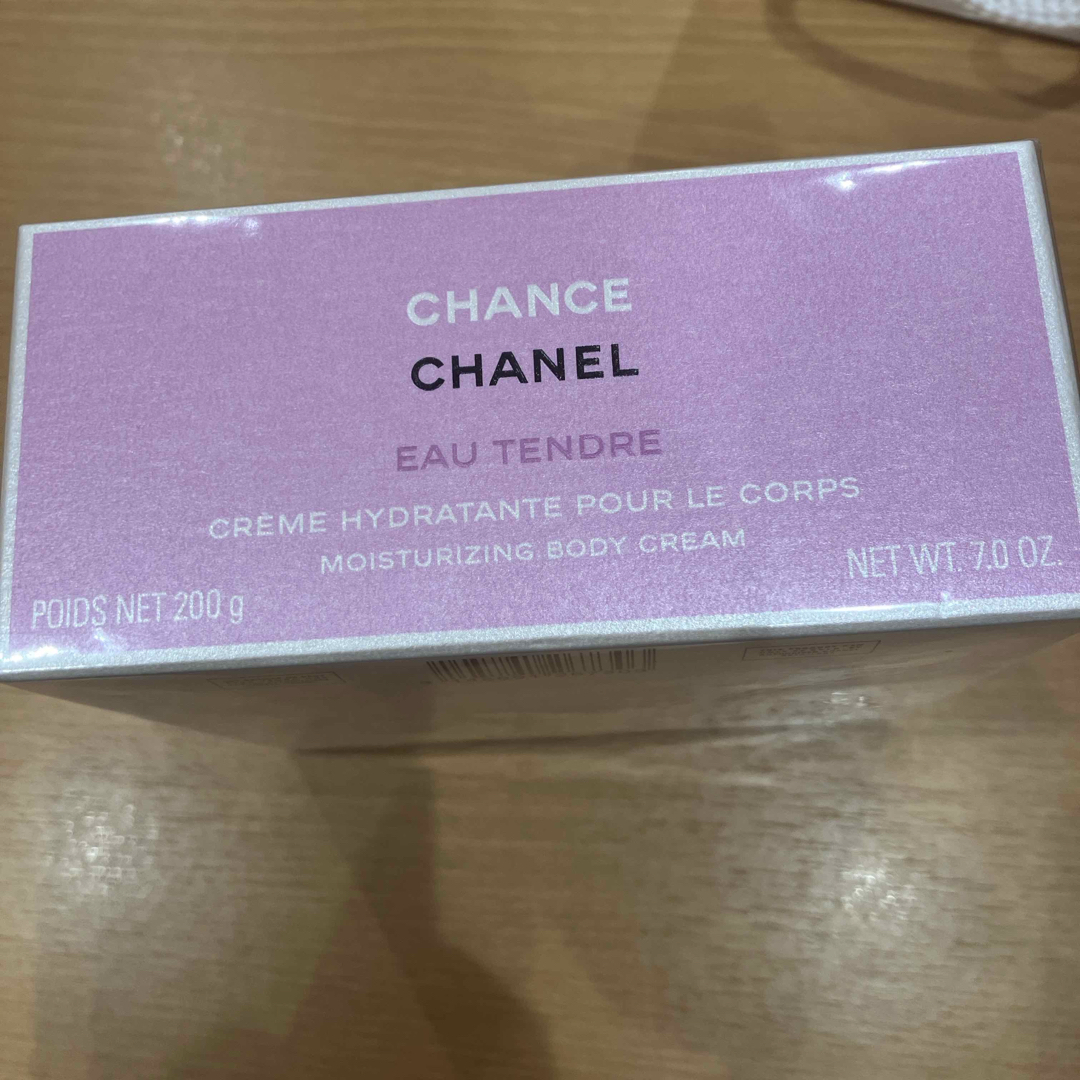 CHANCE
CHANEL
EAU TENDRE
CRÈME HYDRATANTE POUR LE CORPS
MOISTURIZING BODY CREAM
POIDS NET 200 g
NET WT. 7.0 OZ.